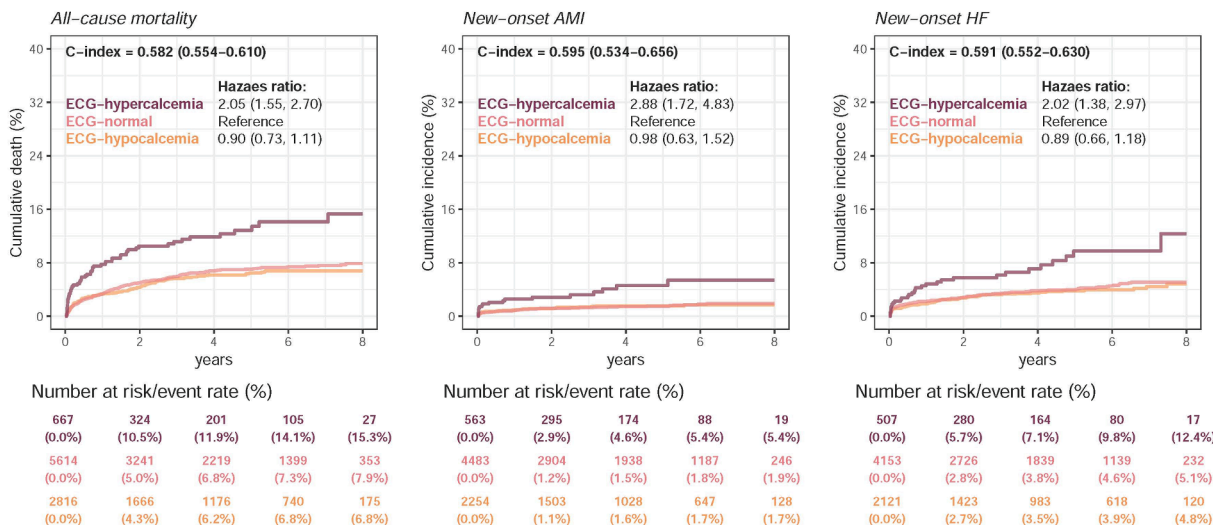 All-cause mortality
C-index = 0.582 (0.554-0.610)
Hazaes ratio:
ECG-hypercalcemia 2.05 (1.55, 2.70)
ECG-normal Reference
ECG-hypocalcemia 0.90 (0.73, 1.11)
Cumulative death (%)
40
32
24
16
8
0
0 2 4 6 8
years
Number at risk/event rate (%)
667 324 201 105 27
(0.0%) (10.5%) (11.9%) (14.1%) (15.3%)
5614 3241 2219 1399 353
(0.0%) (5.0%) (6.8%) (7.3%) (7.9%)
2816 1666 1176 740 175
(0.0%) (4.3%) (6.2%) (6.8%) (6.8%)
New-onset AMI
C-index = 0.595 (0.534-0.656)
Hazaes ratio:
ECG-hypercalcemia 2.88 (1.72, 4.83)
ECG-normal Reference
ECG-hypocalcemia 0.98 (0.63, 1.52)
Cumulative incidence (%)
40
32
24
16
8
0
0 2 4 6 8
years
Number at risk/event rate (%)
563 295 174 88 19
(0.0%) (2.9%) (4.6%) (5.4%) (5.4%)
4483 2904 1938 1187 246
(0.0%) (1.2%) (1.5%) (1.8%) (1.9%)
2254 1503 1028 647 128
(0.0%) (1.1%) (1.6%) (1.7%) (1.7%)
New-onset HF
C-index = 0.591 (0.552-0.630)
Hazaes ratio:
ECG-hypercalcemia 2.02 (1.38, 2.97)
ECG-normal Reference
ECG-hypocalcemia 0.89 (0.66, 1.18)
Cumulative incidence (%)
40
32
24
16
8
0
0 2 4 6 8
years
Number at risk/event rate (%)
507 280 164 80 17
(0.0%) (5.7%) (7.1%) (9.8%) (12.4%)
4153 2726 1839 1139 232
(0.0%) (2.8%) (3.8%) (4.6%) (5.1%)
2121 1423 983 618 120
(0.0%) (2.7%) (3.5%) (3.9%) (4.8%)